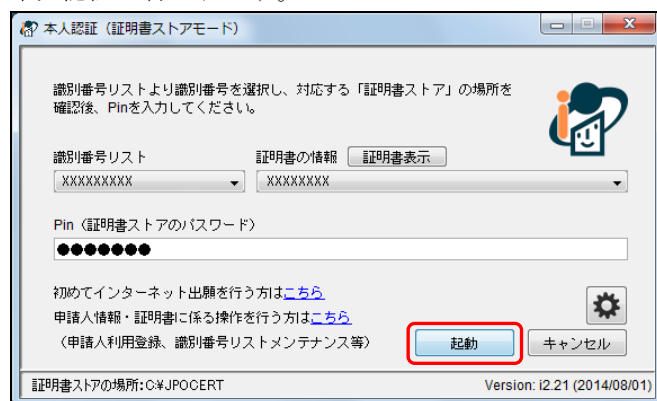 本人認証（証明書ストアモード）
識別番号リストより識別番号を選択し、対応する「証明書ストア」の場所を
確認後、Pinを入力してください。
識別番号リスト 証明書の情報 証明書表示
XXXXXXXXX XXXXXXXX
Pin（証明書ストアのパスワード）
●●●●●●●
初めてインターネット出願を行う方はこちら
申請人情報・証明書に係る操作を行う方はこちら
（申請人利用登録、識別番号リストメンテナンス等） 起動 キャンセル
証明書ストアの場所:C:¥JPOCERT Version: i2.21 (2014/08/01)